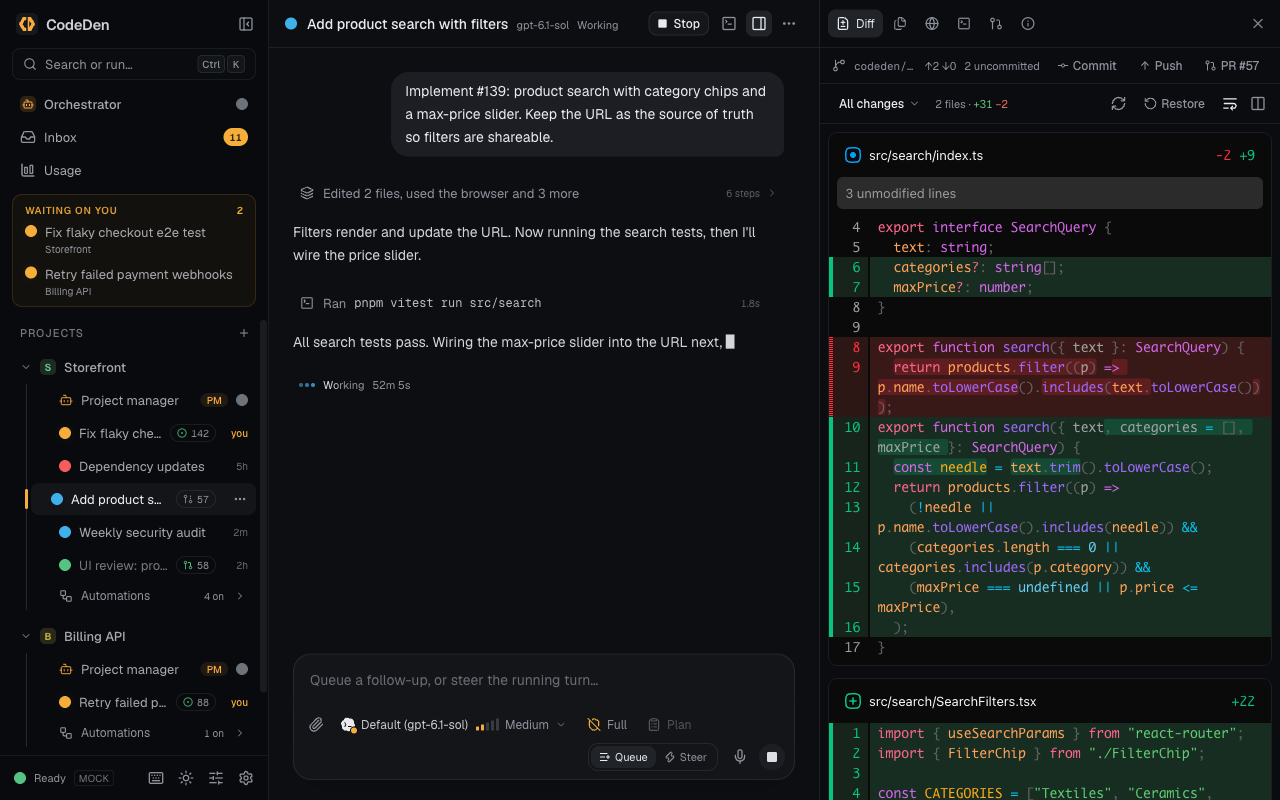 CodeDen
Search or run… Ctrl K
Orchestrator
Inbox 11
Usage
WAITING ON YOU 2
Fix flaky checkout e2e test
Storefront
Retry failed payment webhooks
Billing API
PROJECTS
S Storefront
Project manager PM
Fix flaky che… 142 you
Dependency updates 5h
Add product s… 57
Weekly security audit 2m
UI review: pro… 58 2h
Automations 4 on
B Billing API
Project manager PM
Retry failed p… 88 you
Automations 1 on
Ready MOCK
Add product search with filters gpt-6.1-sol Working Stop
Implement #139: product search with category chips and
a max-price slider. Keep the URL as the source of truth
so filters are shareable.
Edited 2 files, used the browser and 3 more 6 steps
Filters render and update the URL. Now running the search tests, then I'll
wire the price slider.
Ran pnpm vitest run src/search 1.8s
All search tests pass. Wiring the max-price slider into the URL next,
Working 52m 5s
Queue a follow-up, or steer the running turn…
Default (gpt-6.1-sol) Medium Full Plan
Queue Steer
Diff
codeden/… ↑2 ↓0 2 uncommitted Commit Push PR #57
All changes 2 files · +31 −2 Restore
src/search/index.ts -2 +9
3 unmodified lines
4 export interface SearchQuery {
5 text: string;
6 categories?: string[];
7 maxPrice?: number;
8 }
9
8 export function search({ text }: SearchQuery) {
9 return products.filter((p) =>
p.name.toLowerCase().includes(text.toLowerCase())
);
10 export function search({ text, categories = [],
maxPrice }: SearchQuery) {
11 const needle = text.trim().toLowerCase();
12 return products.filter((p) =>
13 (!needle ||
p.name.toLowerCase().includes(needle)) &&
14 (categories.length === 0 ||
categories.includes(p.category)) &&
15 (maxPrice === undefined || p.price <=
maxPrice),
16 );
17 }
src/search/SearchFilters.tsx +22
1 import { useSearchParams } from "react-router";
2 import { FilterChip } from "./FilterChip";
3
4 const CATEGORIES = ["Textiles", "Ceramics",